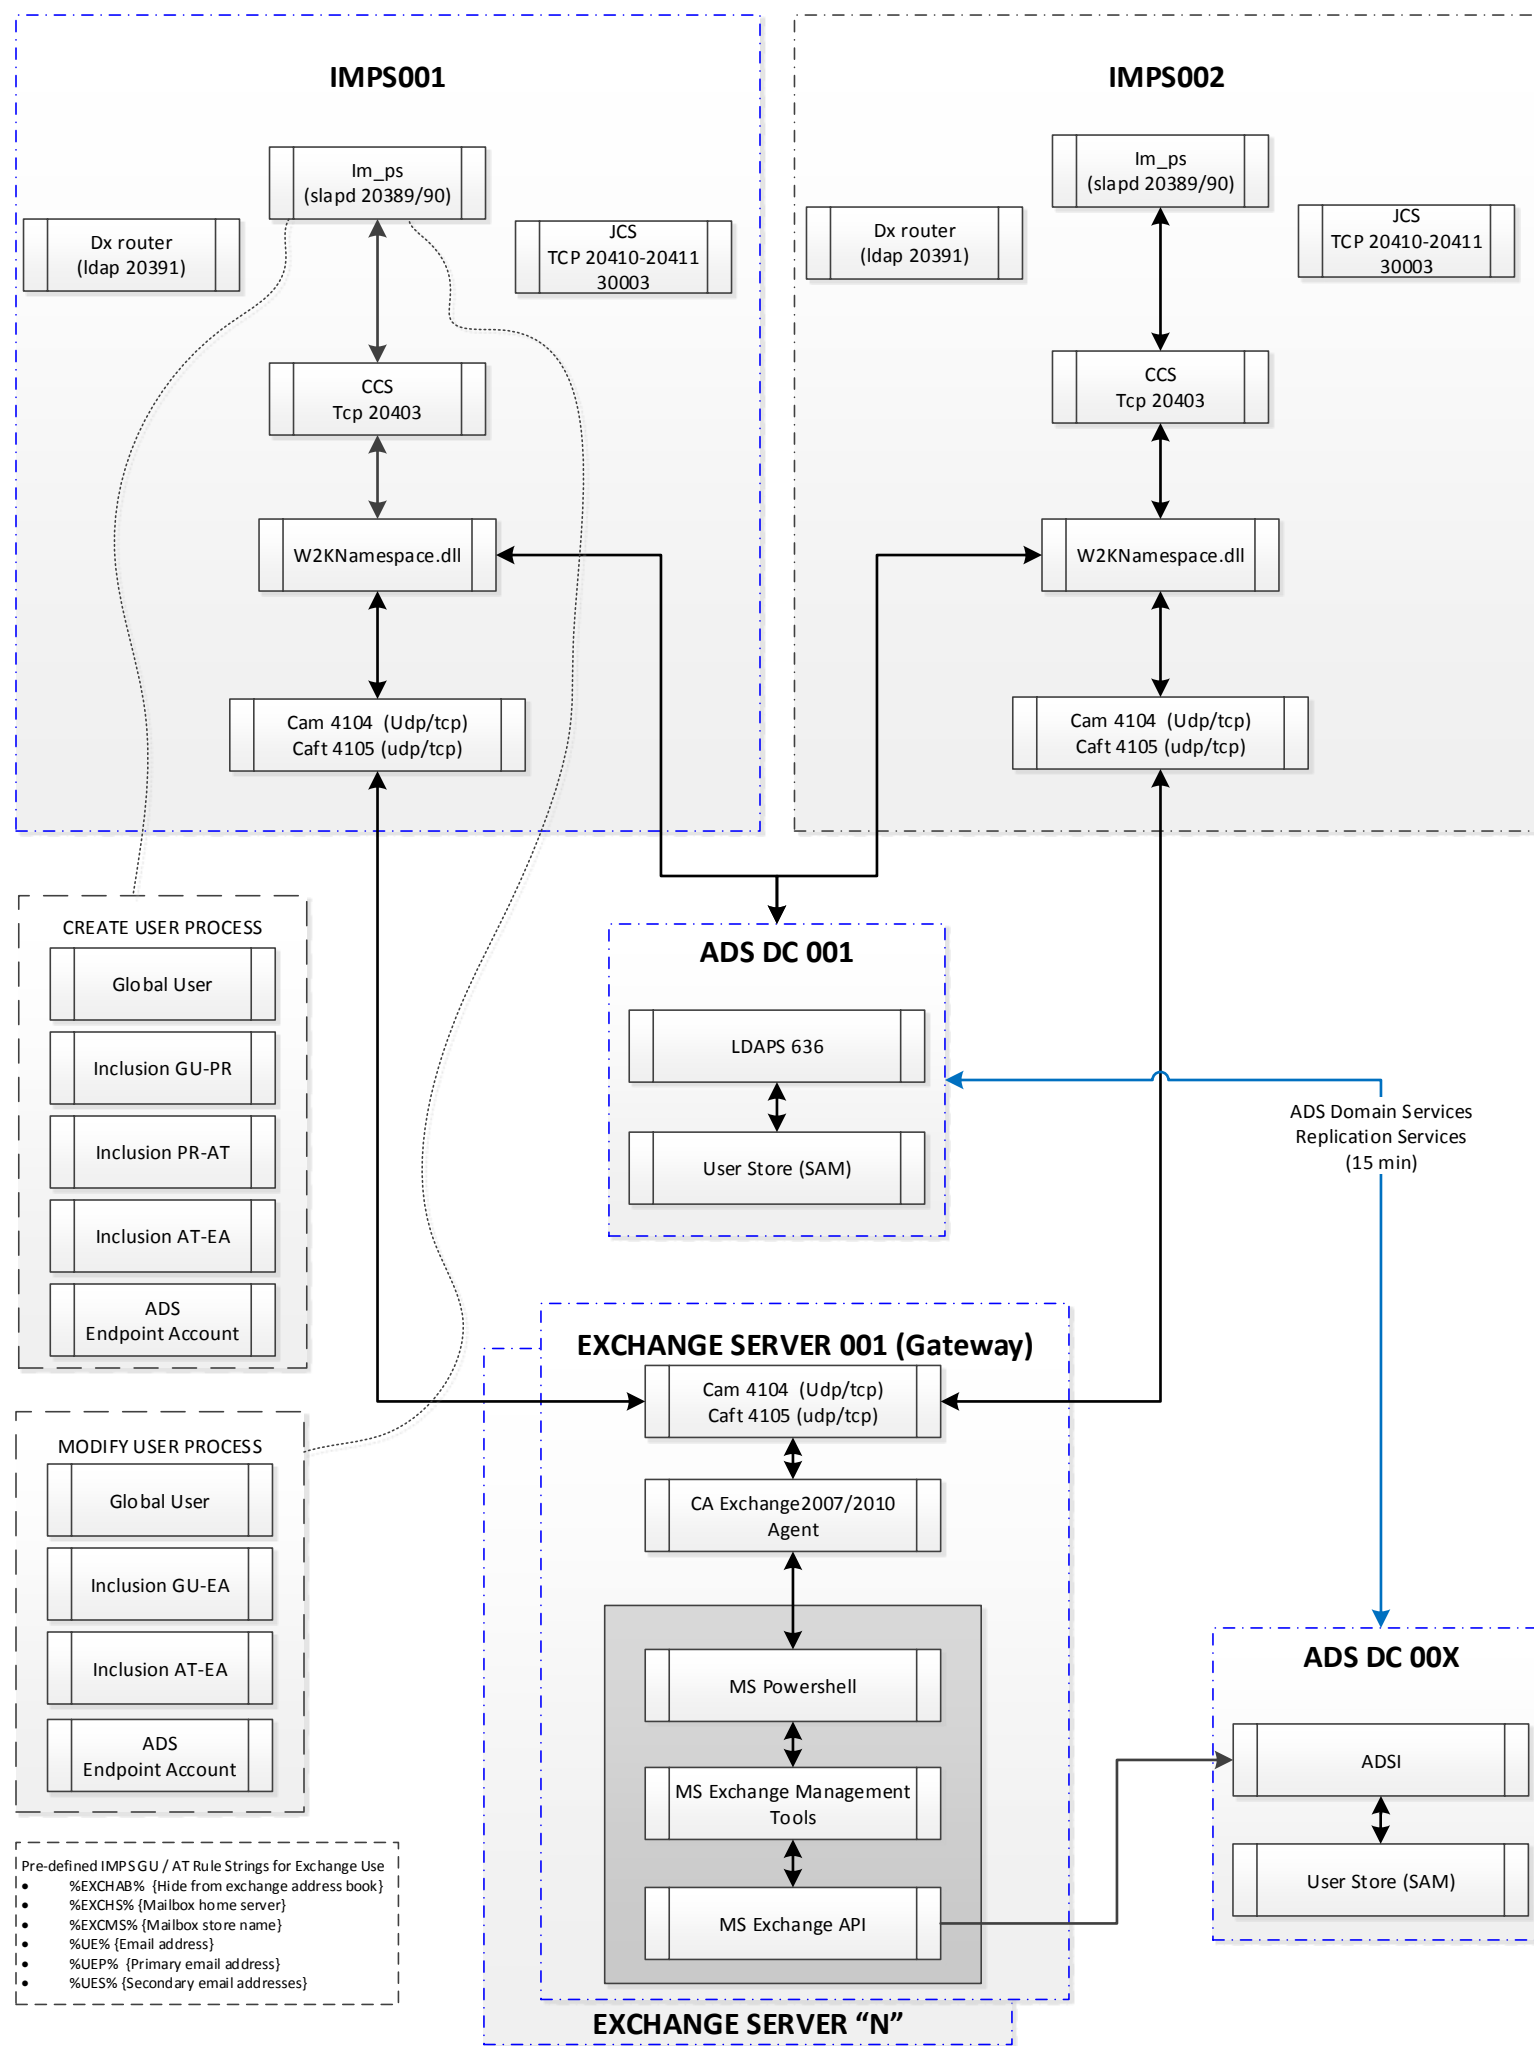 IMPS001
Im_ps
(slapd 20389/90)
Dx router
(ldap 20391)
JCS
TCP 20410-20411
30003
CCS
Tcp 20403
W2KNamespace.dll
Cam 4104  (Udp/tcp)
Caft 4105 (udp/tcp)
IMPS002
Im_ps
(slapd 20389/90)
Dx router
(ldap 20391)
JCS
TCP 20410-20411
30003
CCS
Tcp 20403
W2KNamespace.dll
Cam 4104  (Udp/tcp)
Caft 4105 (udp/tcp)
CREATE USER PROCESS
Global User
Inclusion GU-PR
Inclusion PR-AT
Inclusion AT-EA
ADS
Endpoint Account
ADS DC 001
LDAPS 636
User Store (SAM)
ADS Domain Services
Replication Services
(15 min)
MODIFY USER PROCESS
Global User
Inclusion GU-EA
Inclusion AT-EA
ADS
Endpoint Account
EXCHANGE SERVER 001 (Gateway)
Cam 4104  (Udp/tcp)
Caft 4105 (udp/tcp)
CA Exchange2007/2010
Agent
MS Powershell
MS Exchange Management
Tools
MS Exchange API
EXCHANGE SERVER “N”
ADS DC 00X
ADSI
User Store (SAM)
Pre-defined IMPS GU / AT Rule Strings for Exchange Use
• %EXCHAB%  {Hide from exchange address book}
• %EXCHS% {Mailbox home server}
• %EXCMS% {Mailbox store name}
• %UE% {Email address}
• %UEP%  {Primary email address}
• %UES% {Secondary email addresses}